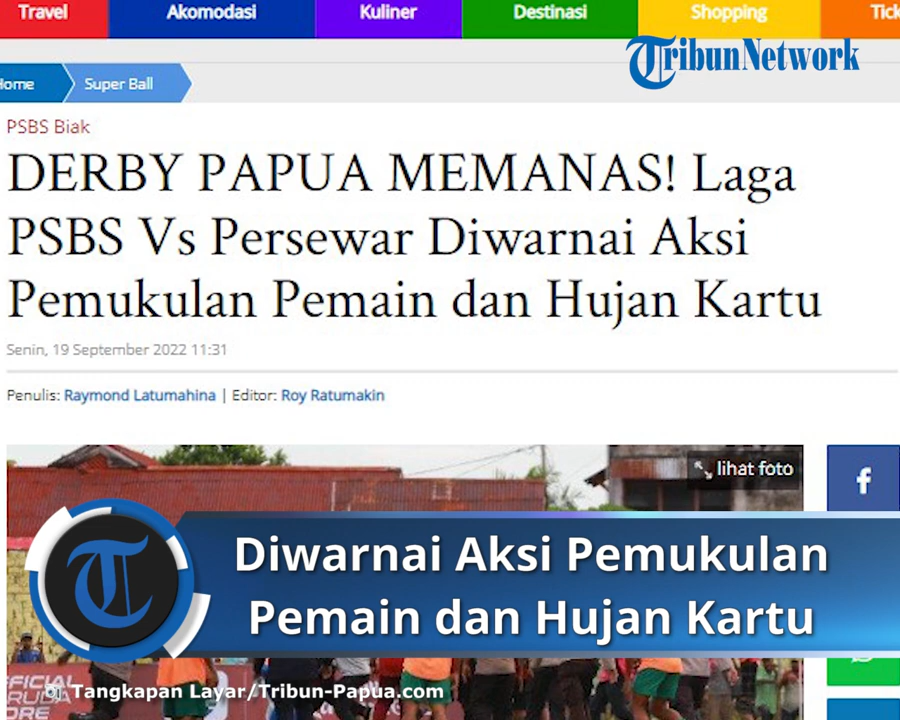 Travel
Akomodasi
Kuliner
Destinasi
Shopping
TribunNetwork
Super Ball
PSBS Biak
DERBY PAPUA MEMANAS! Laga
PSBS Vs Persewar Diwarnai Aksi
Pemukulan Pemain dan Hujan Kartu
Senin, 19 September 2022 11:31
Penulis: Raymond Latumahina | Editor: Roy Ratumakin
lihat foto
f
T
Diwarnai Aksi Pemukulan
Pemain dan Hujan Kartu
Tangkapan Layar/Tribun-Papua.com